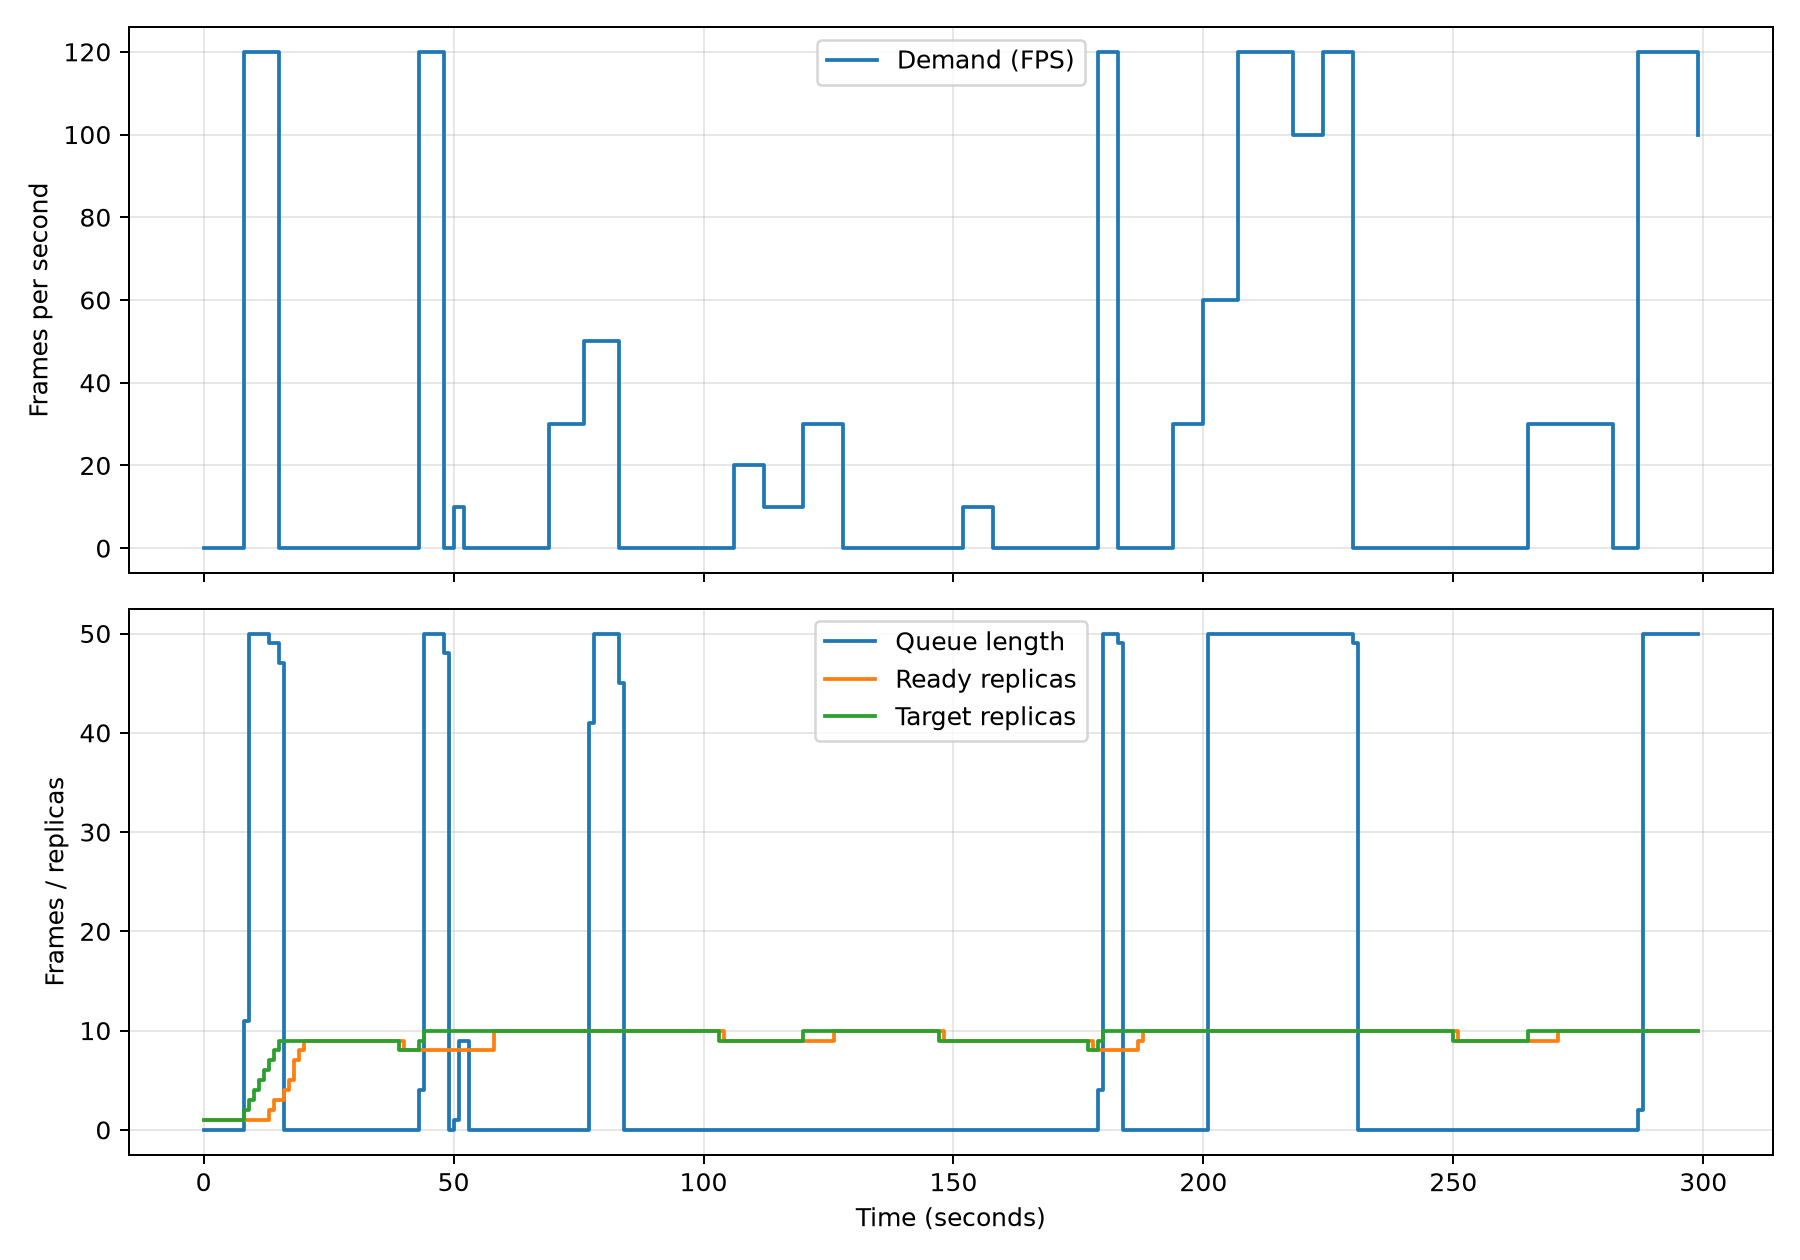 120
100
80
60
40
20
0
Frames per second
Demand (FPS)
50
40
30
20
10
0
Frames / replicas
Queue length
Ready replicas
Target replicas
0 50 100 150 200 250 300
Time (seconds)